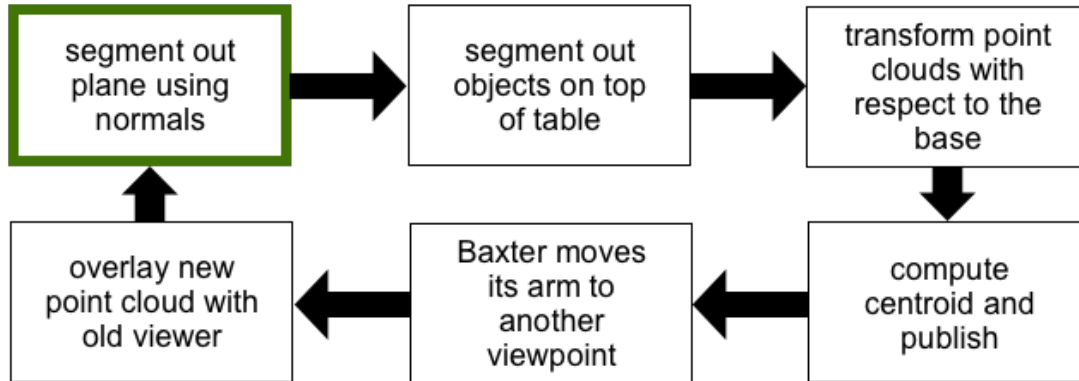 segment out
plane using
normals
segment out
objects on top
of table
transform point
clouds with
respect to the
base
compute
centroid and
publish
Baxter moves
its arm to
another
viewpoint
overlay new
point cloud with
old viewer